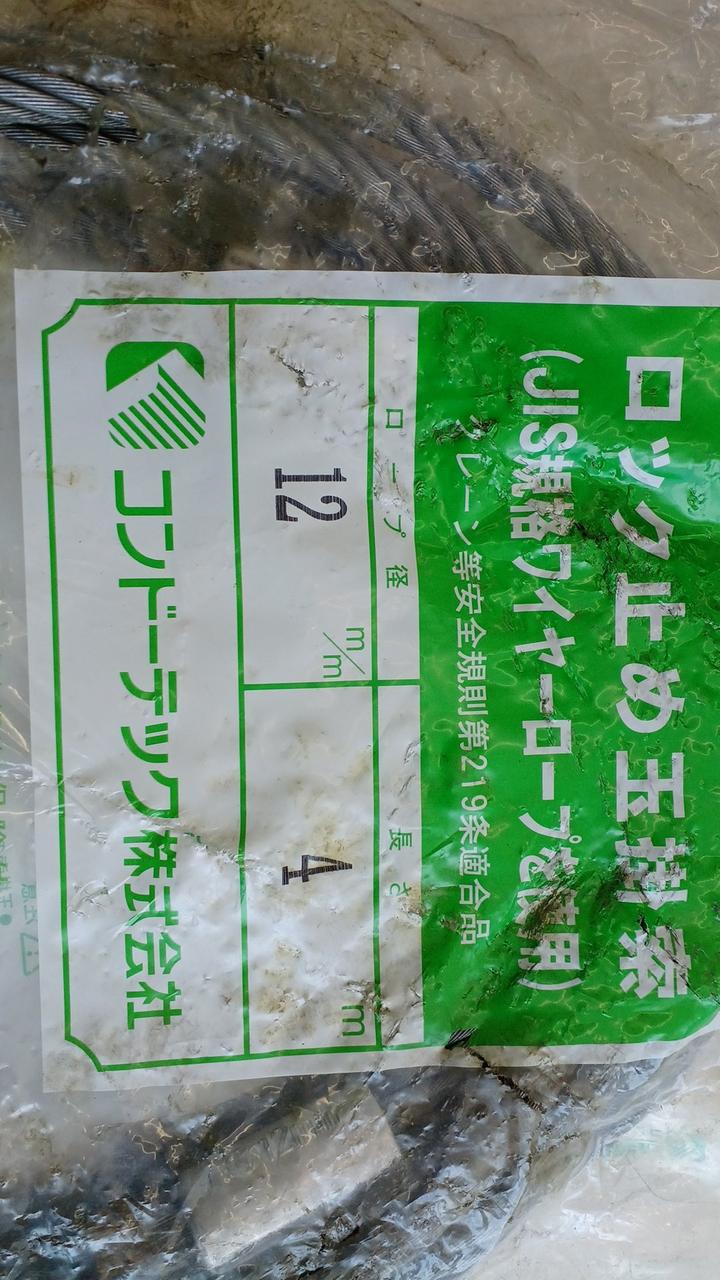 ロック止め玉掛索
(JIS規格ワイヤーロープを使用)
クレーン等安全規則第219条適合品
ロープ径
長さ
12 m/m
4 m
コンドーテック株式会社